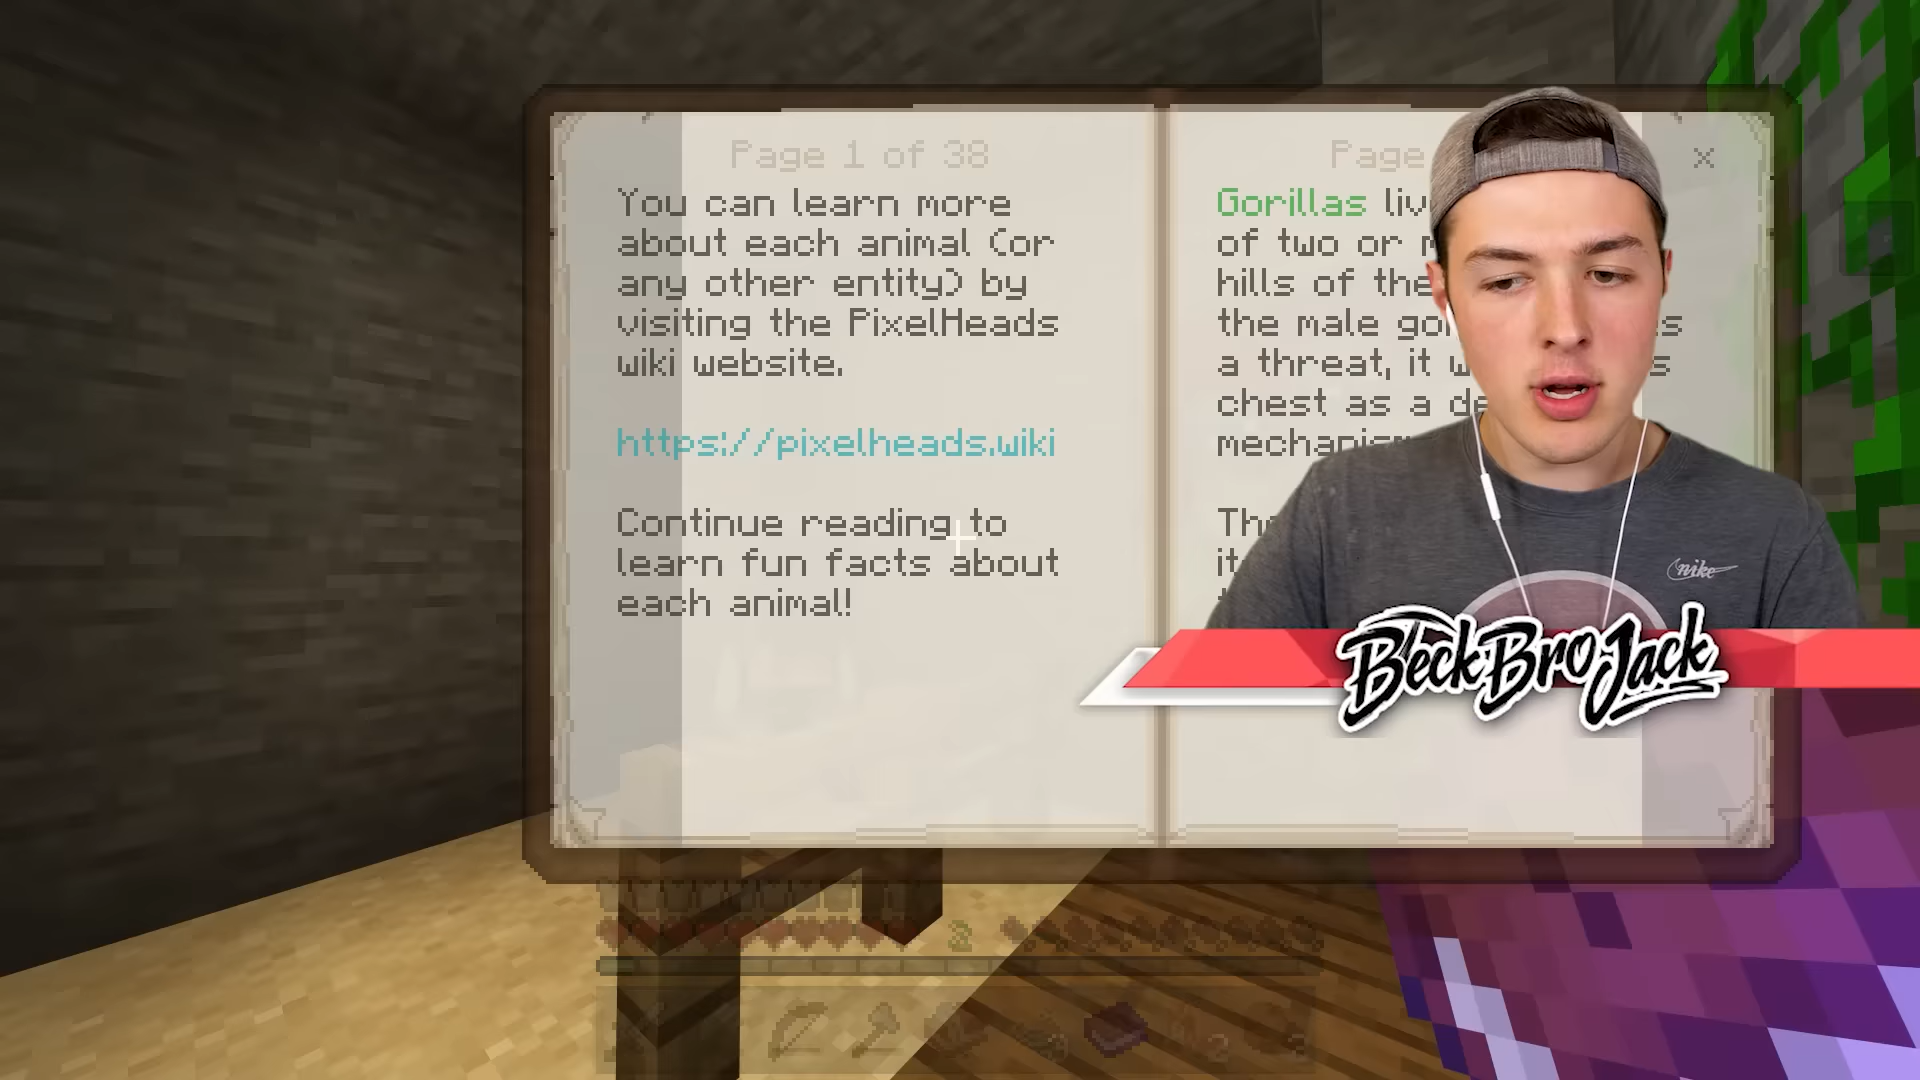 Page 1 of 38
You can learn more
about each animal (or
any other entity) by
visiting the PixelHeads
wiki website.
https://pixelheads.wiki
Continue reading to
learn fun facts about
each animal!
Page
Gorillas
of two or
hills of the
the male
a threat, it
chest as a
X
nike
BeckBroJack
2